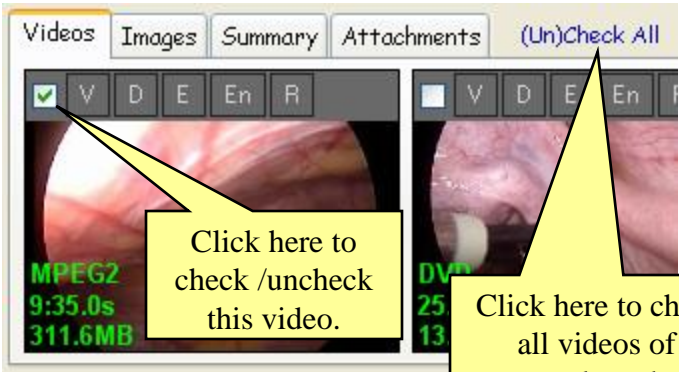 Videos Images Summary Attachments (Un)Check All
V D E En R V D E En
Click here to
check /uncheck
this video.
MPEG2
9:35.0s
311.6MB
DVD
25.
13.
Click here to ch
all videos of